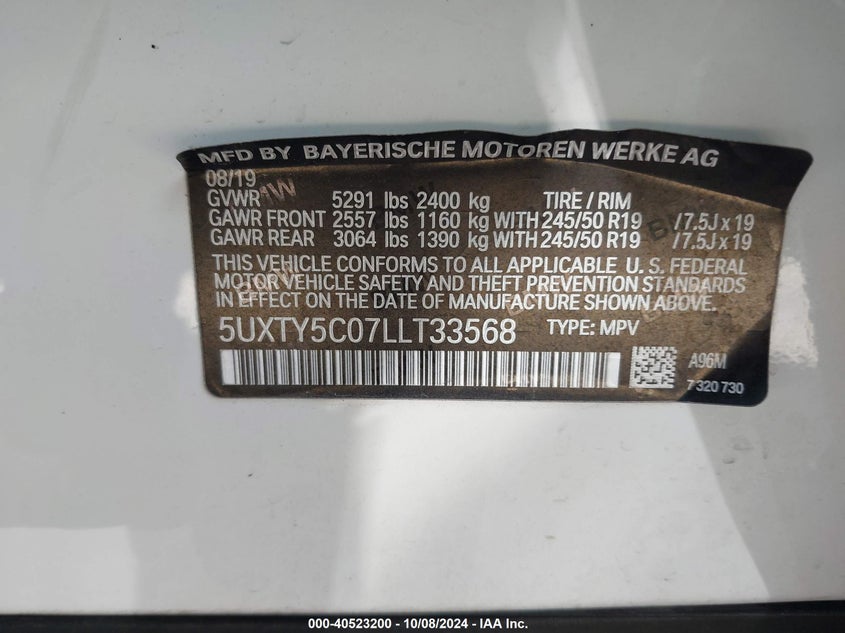 MFD BY BAYERISCHE MOTOREN WERKE AG
08/19
GVWR 5291 lbs 2400 kg TIRE / RIM
GAWR FRONT 2557 lbs 1160 kg WITH 245/50 R19 /7.5J x 19
GAWR REAR 3064 lbs 1390 kg WITH 245/50 R19 /7.5J x 19
THIS VEHICLE CONFORMS TO ALL APPLICABLE U. S. FEDERAL
MOTOR VEHICLE SAFETY AND THEFT PREVENTION STANDARDS
IN EFFECT ON THE DATE OF MANUFACTURE SHOWN ABOVE.
5UXTY5C07LLT33568 TYPE: MPV
A96M
7 320 730
000-40523200 - 10/08/2024 - IAA Inc.